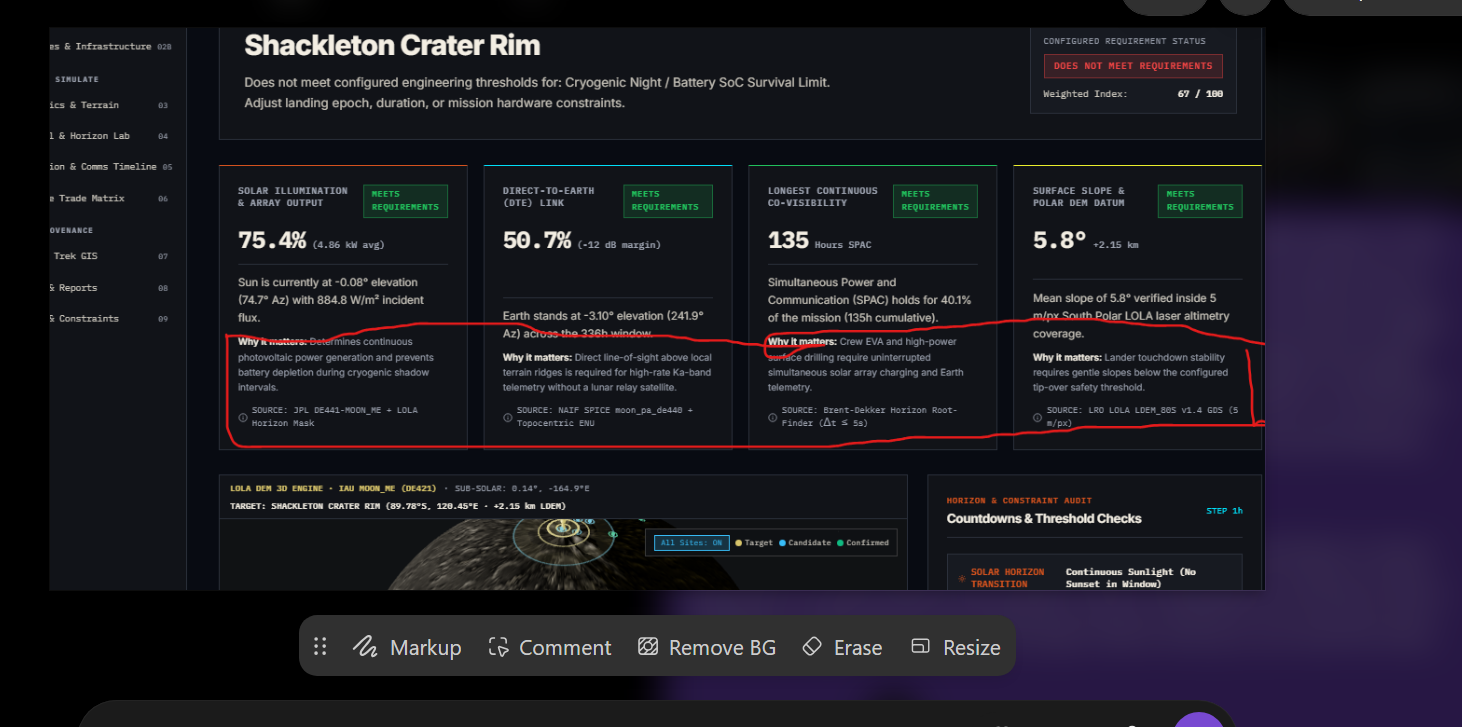 es & Infrastructure 02B
SIMULATE
ics & Terrain 03
l & Horizon Lab 04
ion & Comms Timeline 05
e Trade Matrix 06
OVENANCE
Trek GIS 07
& Reports 08
& Constraints 09
Shackleton Crater Rim
Does not meet configured engineering thresholds for: Cryogenic Night / Battery SoC Survival Limit.
Adjust landing epoch, duration, or mission hardware constraints.
CONFIGURED REQUIREMENT STATUS
DOES NOT MEET REQUIREMENTS
Weighted Index: 67 / 100
SOLAR ILLUMINATION
& ARRAY OUTPUT
MEETS
REQUIREMENTS
75.4% (4.86 kW avg)
Sun is currently at -0.08° elevation
(74.7° Az) with 884.8 W/m² incident
flux.
Why it matters: Determines continuous
photovoltaic power generation and prevents
battery depletion during cryogenic shadow
intervals.
SOURCE: JPL DE441-MOON_ME + LOLA
Horizon Mask
DIRECT-TO-EARTH
(DTE) LINK
MEETS
REQUIREMENTS
50.7% (-12 dB margin)
Earth stands at -3.10° elevation (241.9°
Az) across the 336h window.
Why it matters: Direct line-of-sight above local
terrain ridges is required for high-rate Ka-band
telemetry without a lunar relay satellite.
SOURCE: NAIF SPICE moon_pa_de440 +
Topocentric ENU
LONGEST CONTINUOUS
CO-VISIBILITY
MEETS
REQUIREMENTS
135 Hours SPAC
Simultaneous Power and
Communication (SPAC) holds for 40.1%
of the mission (135h cumulative).
Why it matters: Crew EVA and high-power
surface drilling require uninterrupted
simultaneous solar array charging and Earth
telemetry.
SOURCE: Brent-Dekker Horizon Root-
Finder (Δt ≤ 5s)
SURFACE SLOPE &
POLAR DEM DATUM
MEETS
REQUIREMENTS
5.8° +2.15 km
Mean slope of 5.8° verified inside 5
m/px South Polar LOLA laser altimetry
coverage.
Why it matters: Lander touchdown stability
requires gentle slopes below the configured
tip-over safety threshold.
SOURCE: LRO LOLA LDEM_80S v1.4 GDS (5
m/px)
LOLA DEM 3D ENGINE · IAU MOON_ME (DE421) · SUB-SOLAR: 0.14°, -164.9°E
TARGET: SHACKLETON CRATER RIM (89.78°S, 120.45°E · +2.15 km LDEM)
All Sites: ON Target Candidate Confirmed
HORIZON & CONSTRAINT AUDIT
Countdowns & Threshold Checks
STEP 1h
SOLAR HORIZON
TRANSITION
Continuous Sunlight (No
Sunset in Window)
Markup Comment Remove BG Erase Resize